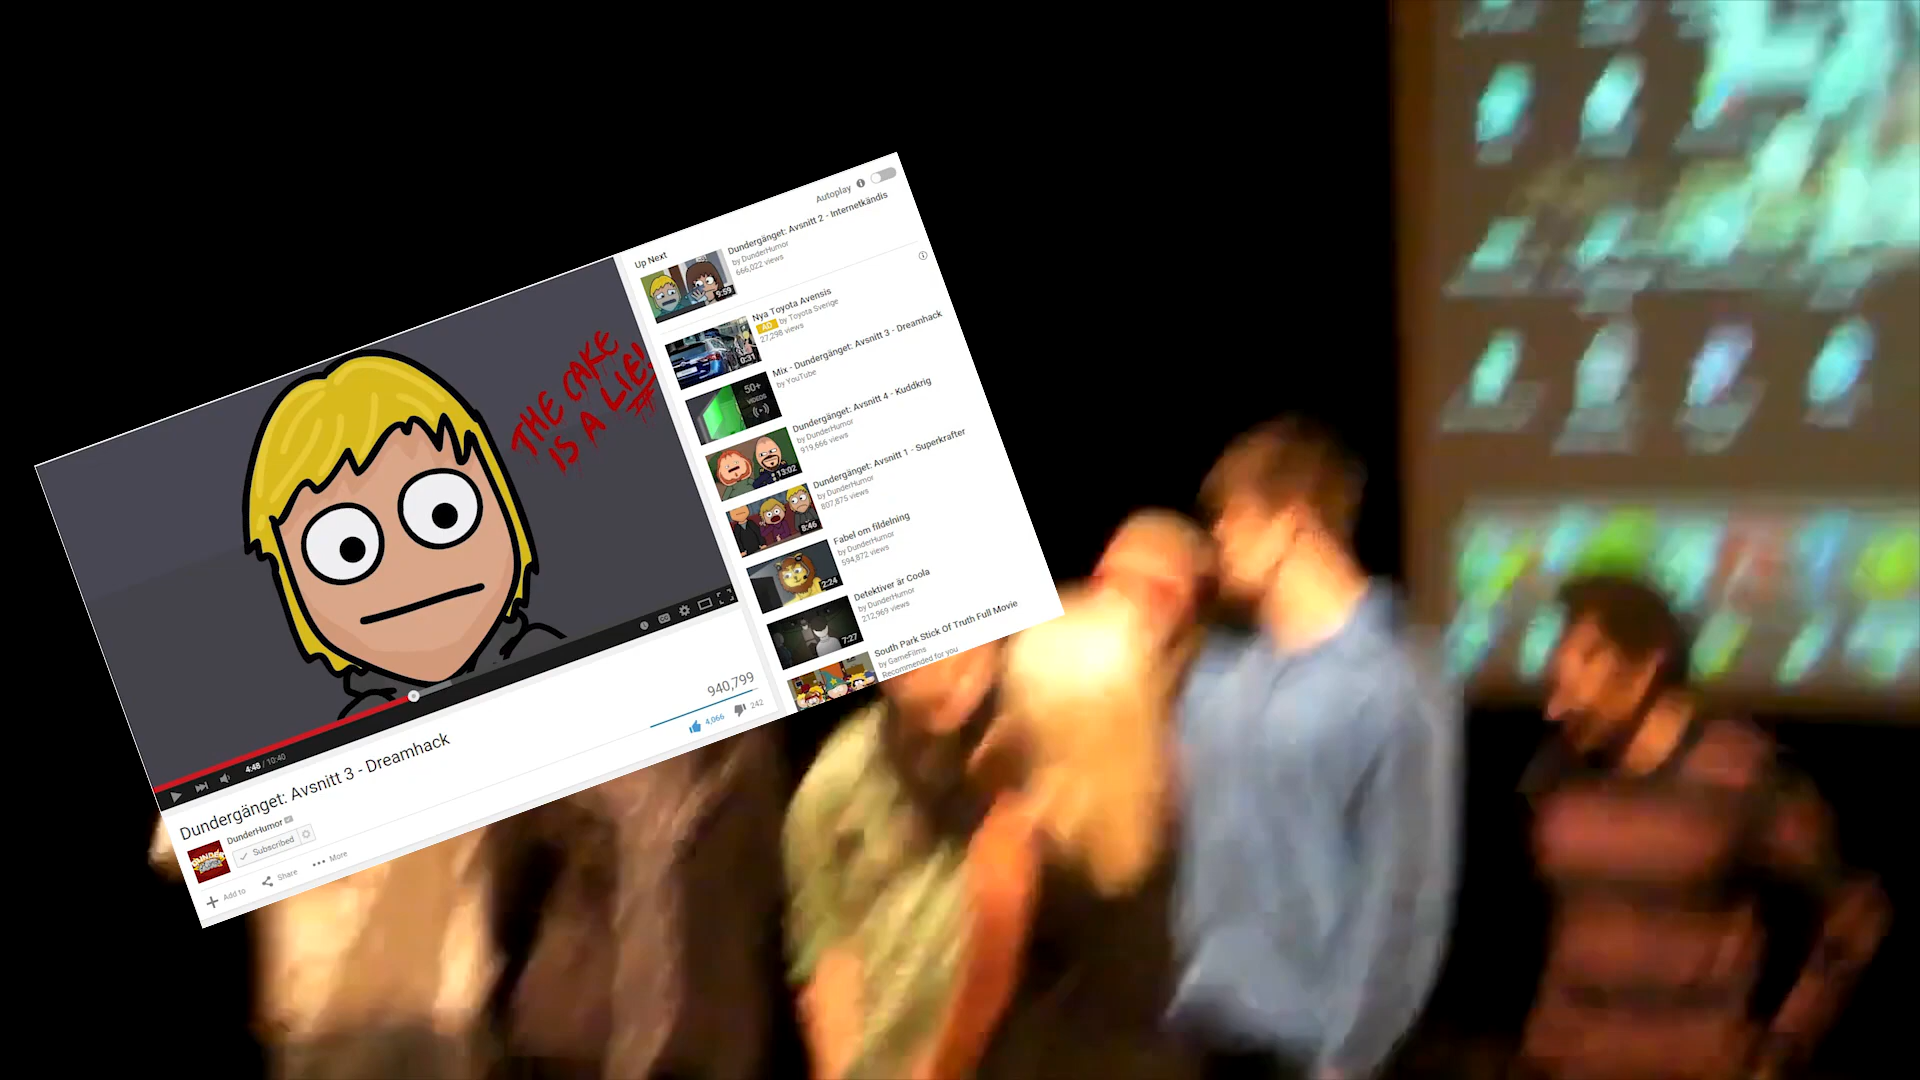 THE CAKE
IS A LIE!
4:48 / 10:40
Dundergänget: Avsnitt 3 - Dreamhack
DunderHumor
Subscribed
Add to
Share
More
940,799
4,066
242
Autoplay
Up Next
Dundergänget: Avsnitt 2 - Internetkändis
by DunderHumor
666,022 views
9:59
Nya Toyota Avensis
AD by Toyota Sverige
27,298 views
0:31
Mix - Dundergänget: Avsnitt 3 - Dreamhack
by YouTube
50+
VIDEOS
Dundergänget: Avsnitt 4 - Kuddkrig
by DunderHumor
919,666 views
13:02
Dundergänget: Avsnitt 1 - Superkrafter
by DunderHumor
807,875 views
8:46
Fabel om fildelning
by DunderHumor
594,872 views
2:24
Detektiver är Coola
by DunderHumor
212,969 views
7:27
South Park Stick Of Truth Full Movie
by GameFilms
Recommended for you